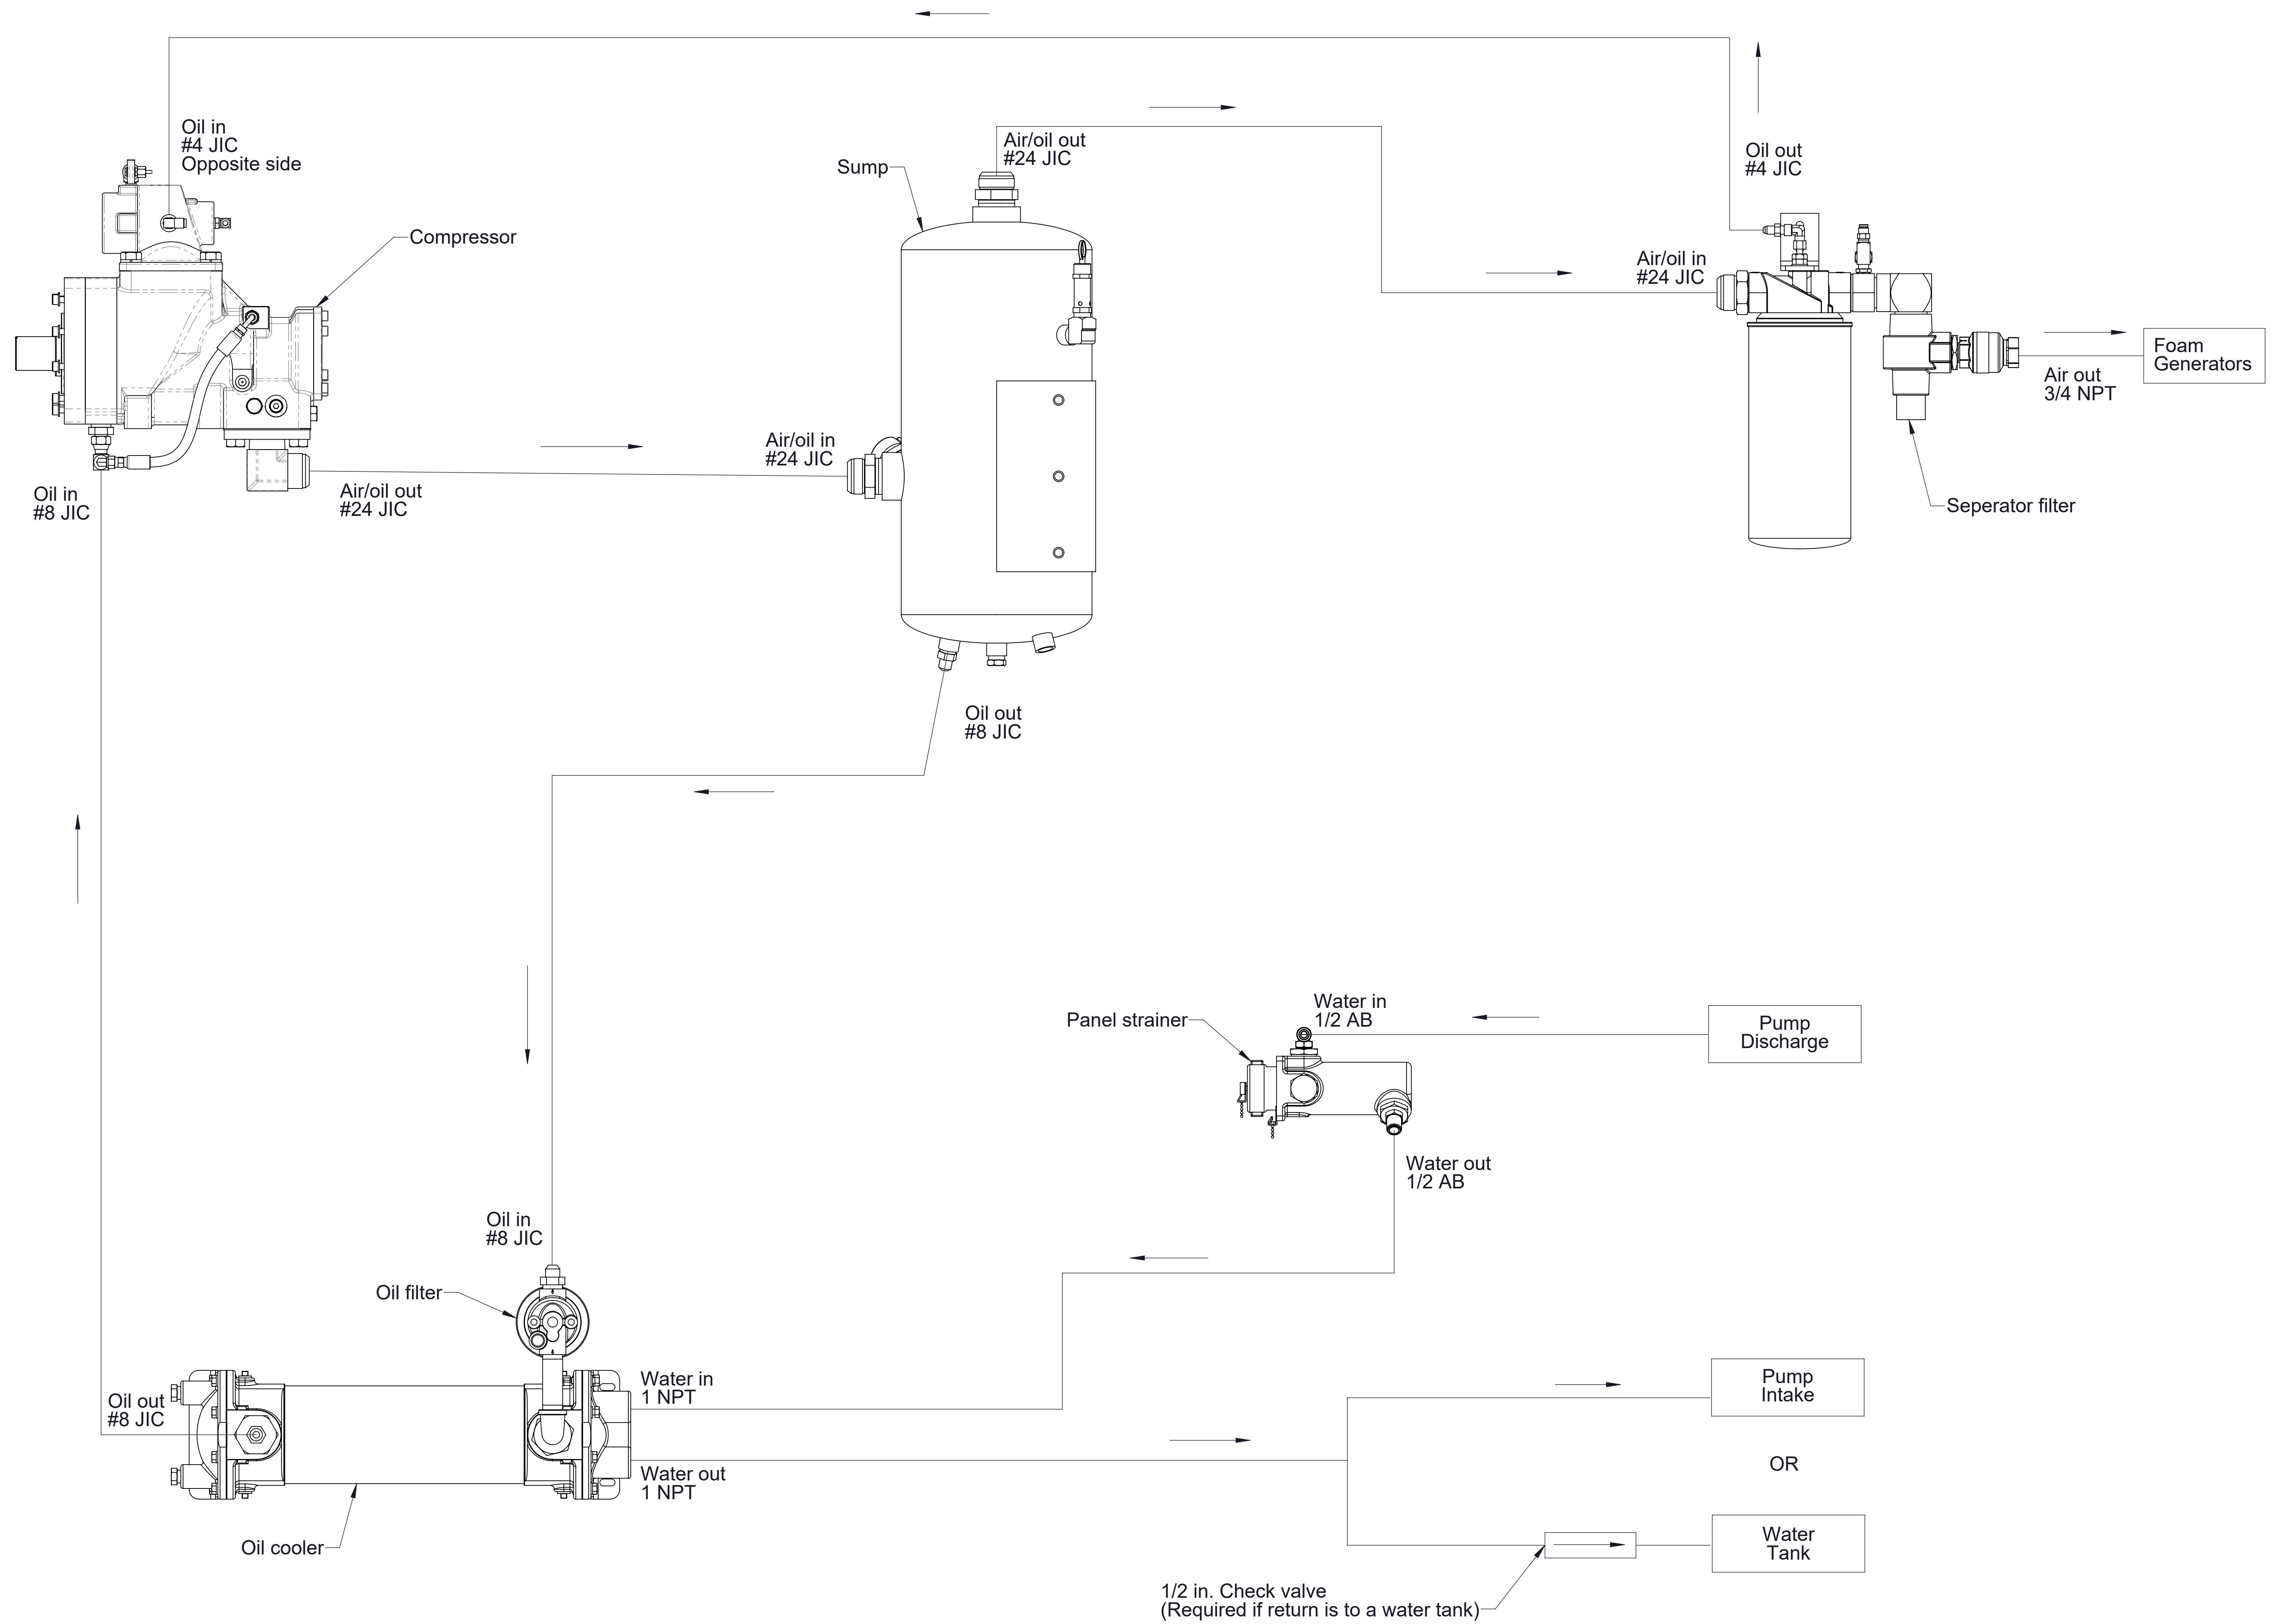 Oil in
#4 JIC
Opposite side
Air/oil out
#24 JIC
Sump
Oil out
#4 JIC
Compressor
Air/oil in
#24 JIC
Foam
Generators
Air out
3/4 NPT
Air/oil in
#24 JIC
Oil in
#8 JIC
Air/oil out
#24 JIC
Seperator filter
Oil out
#8 JIC
Water in
1/2 AB
Panel strainer
Pump
Discharge
Water out
1/2 AB
Oil in
#8 JIC
Oil filter
Water in
1 NPT
Pump
Intake
Oil out
#8 JIC
OR
Water out
1 NPT
Oil cooler
Water
Tank
1/2 in. Check valve
(Required if return is to a water tank)